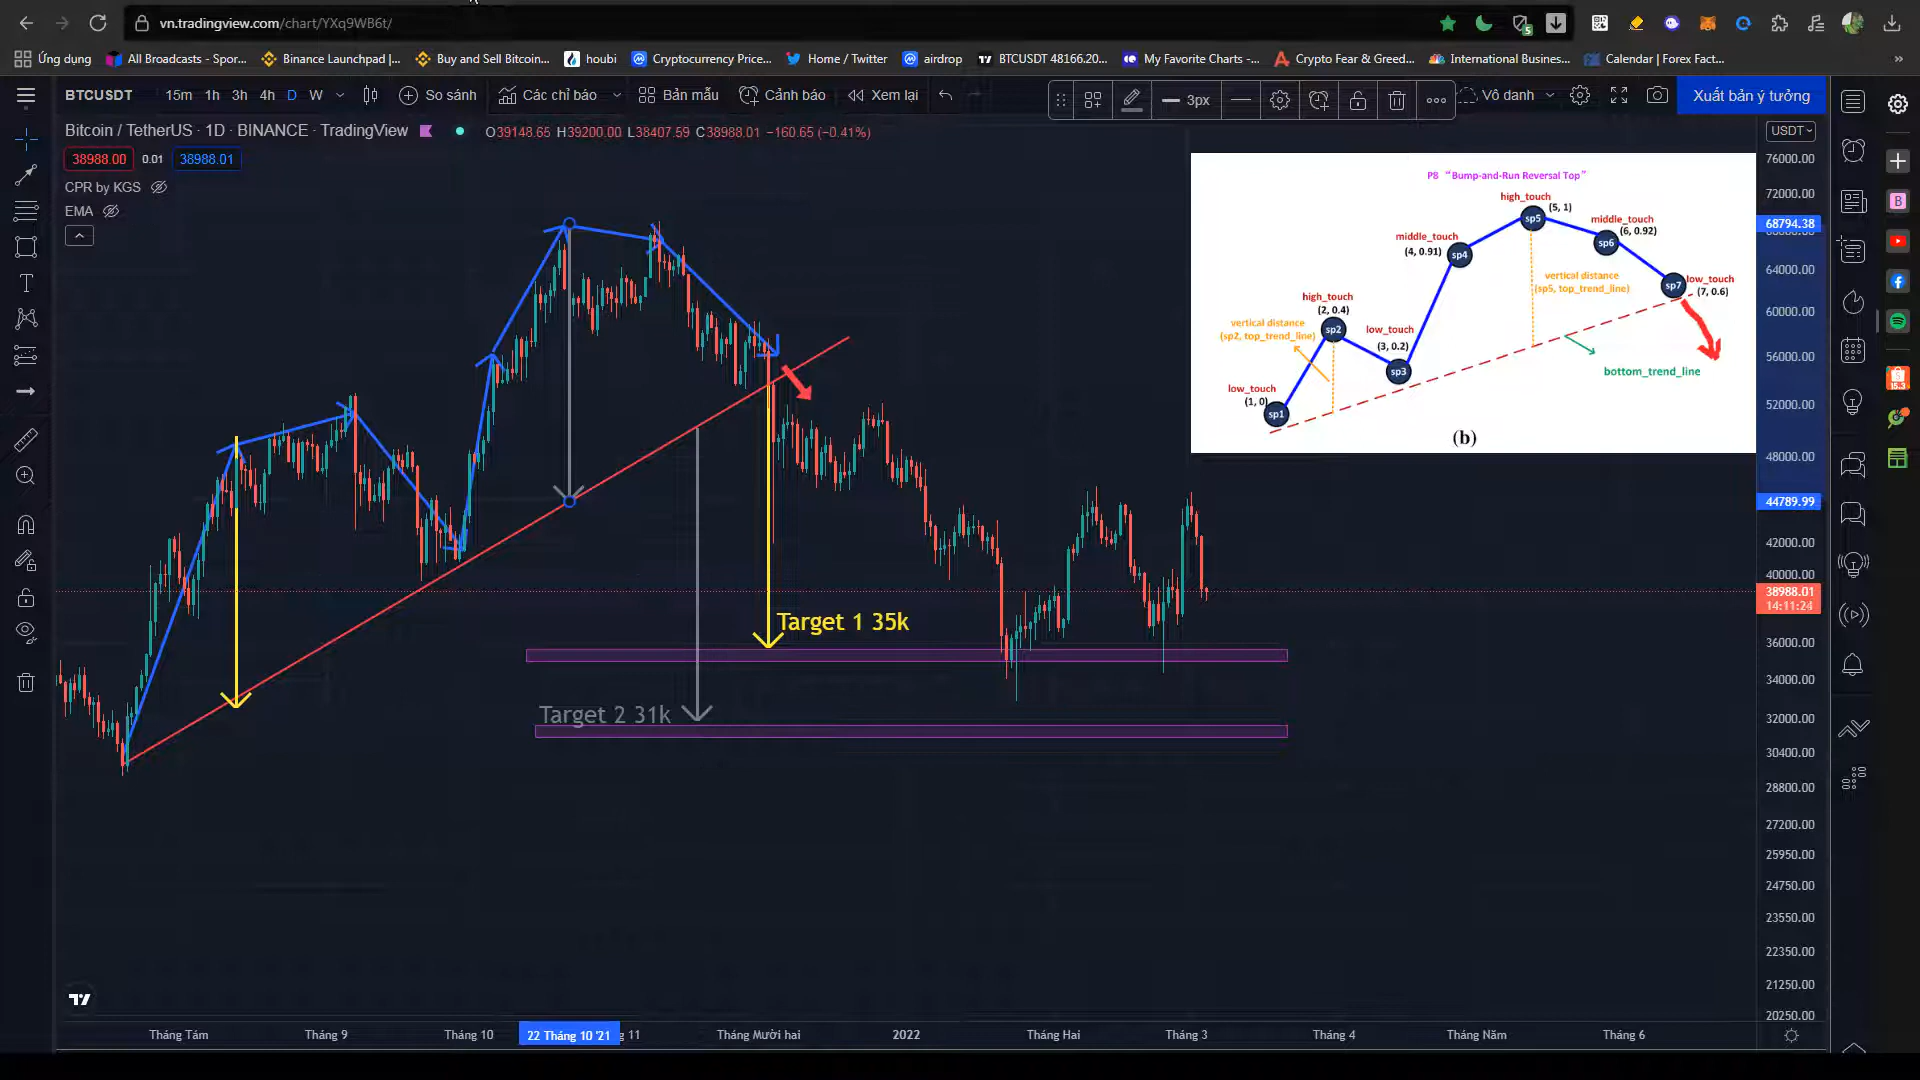 vn.tradingview.com/chart/YXq9WB6t/
Ứng dụng
All Broadcasts - Spor...
Binance Launchpad |...
Buy and Sell Bitcoin...
houbi
Cryptocurrency Price...
Home / Twitter
airdrop
BTCUSDT 48166.20...
My Favorite Charts -...
Crypto Fear & Greed...
International Busines...
Calendar | Forex Fact...
BTCUSDT
15m
1h
3h
4h
D
W
So sánh
Các chỉ báo
Bản mẫu
Cảnh báo
Xem lại
3px
Vô danh
Xuất bản ý tưởng
Bitcoin / TetherUS · 1D · BINANCE · TradingView
O39148.65 H39200.00 L38407.59 C38988.01 −160.65 (−0.41%)
38988.00
0.01
38988.01
CPR by KGS
EMA
USDT
P8 “Bump-and-Run Reversal Top”
high_touch
(5, 1)
sp5
middle_touch
(6, 0.92)
sp6
middle_touch
(4, 0.91)
sp4
vertical distance
(sp5, top_trend_line)
low_touch
(7, 0.6)
sp7
high_touch
(2, 0.4)
sp2
vertical distance
(sp2, top_trend_line)
low_touch
(3, 0.2)
sp3
bottom_trend_line
low_touch
(1, 0)
sp1
(b)
Target 1 35k
Target 2 31k
76000.00
72000.00
68794.38
64000.00
60000.00
56000.00
52000.00
48000.00
44789.99
42000.00
40000.00
38988.01
14:11:24
36000.00
34000.00
32000.00
30400.00
28800.00
27200.00
25950.00
24750.00
23550.00
22350.00
21250.00
20250.00
Tháng Tám
Tháng 9
Tháng 10
22 Tháng 10 '21
g 11
Tháng Mười hai
2022
Tháng Hai
Tháng 3
Tháng 4
Tháng Năm
Tháng 6